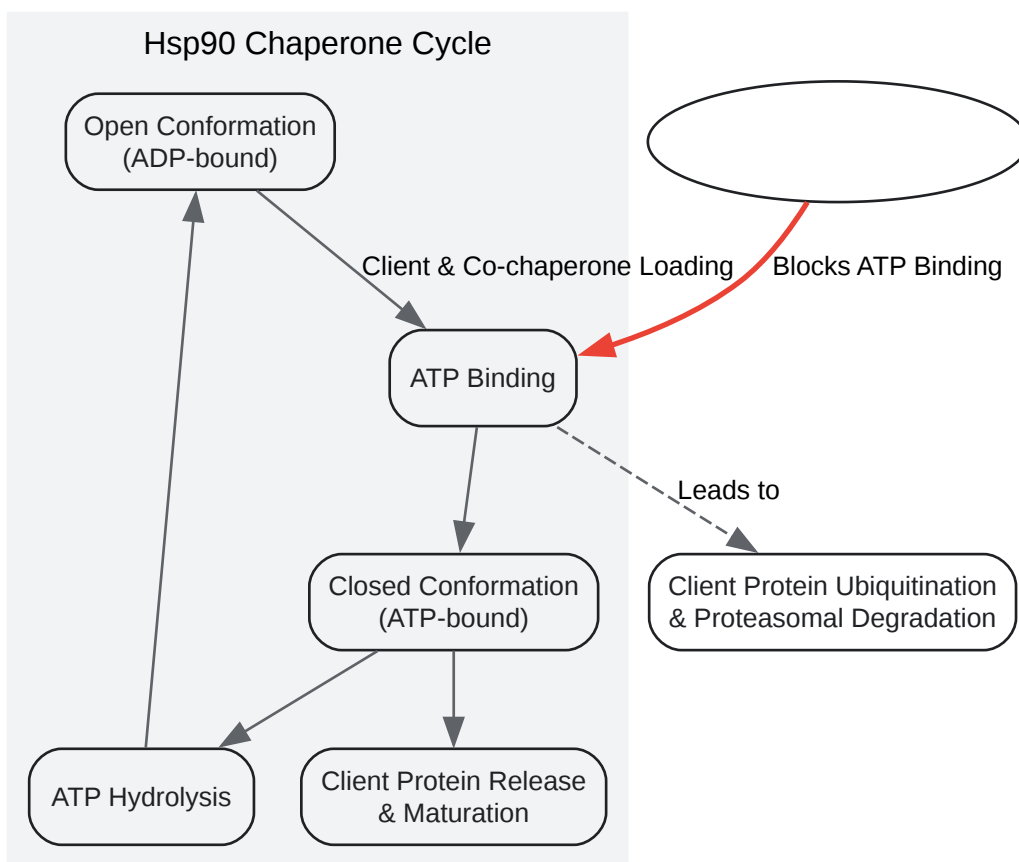 Hsp90 Chaperone Cycle
Open Conformation
(ADP-bound)
Client & Co-chaperone Loading
Blocks ATP Binding
ATP Binding
Leads to
Closed Conformation
(ATP-bound)
Client Protein Ubiquitination
& Proteasomal Degradation
ATP Hydrolysis
Client Protein Release
& Maturation